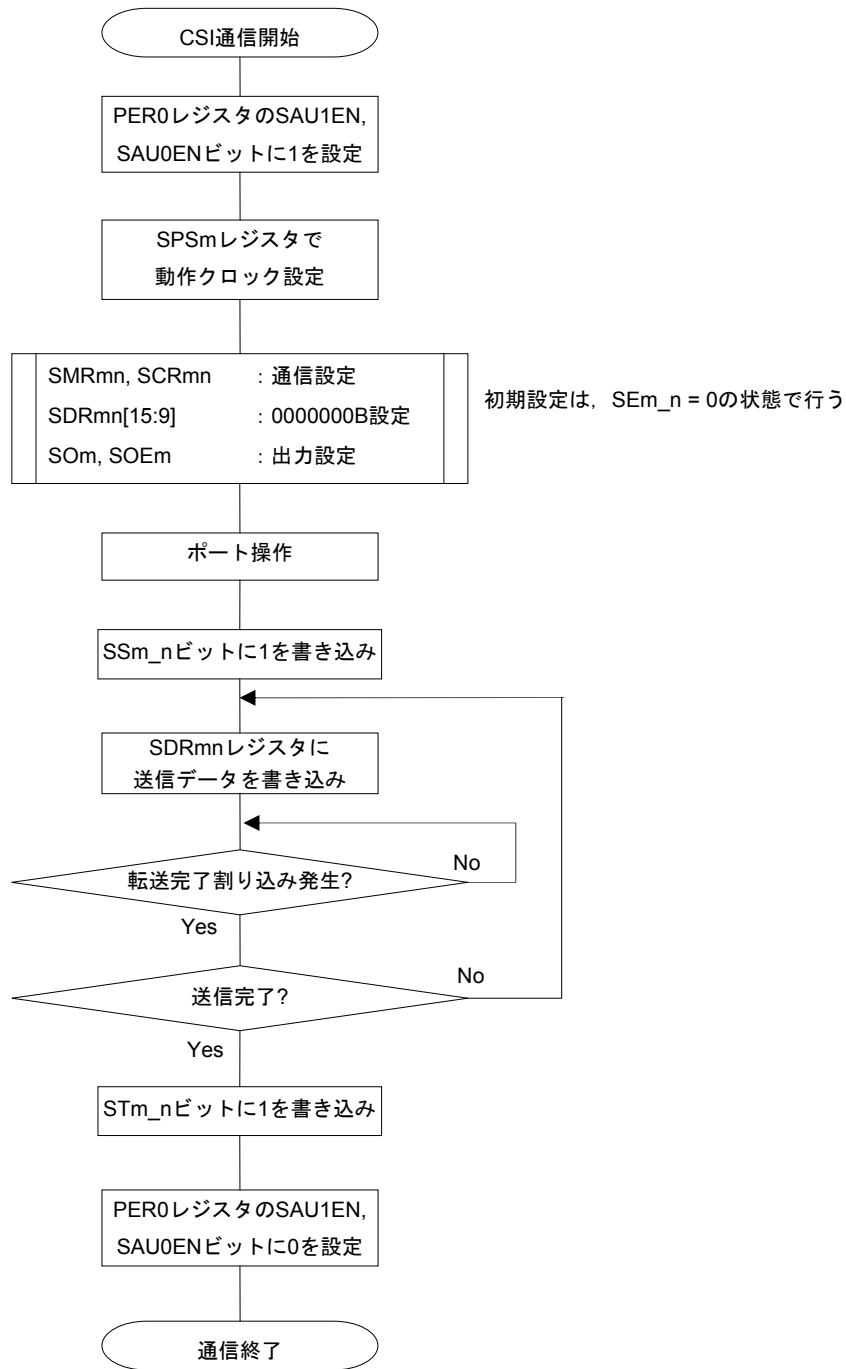 CSI通信開始
PER0レジスタのSAU1EN,
SAU0ENビットに1を設定
SPSmレジスタで
動作クロック設定
SMRmn, SCRmn : 通信設定
SDRmn[15:9] : 0000000B設定
SOm, SOEm : 出力設定
初期設定は，SEm_n = 0の状態で行う
ポート操作
SSm_nビットに1を書き込み
SDRmnレジスタに
送信データを書き込み
転送完了割り込み発生?
No
Yes
送信完了?
No
Yes
STm_nビットに1を書き込み
PER0レジスタのSAU1EN,
SAU0ENビットに0を設定
通信終了